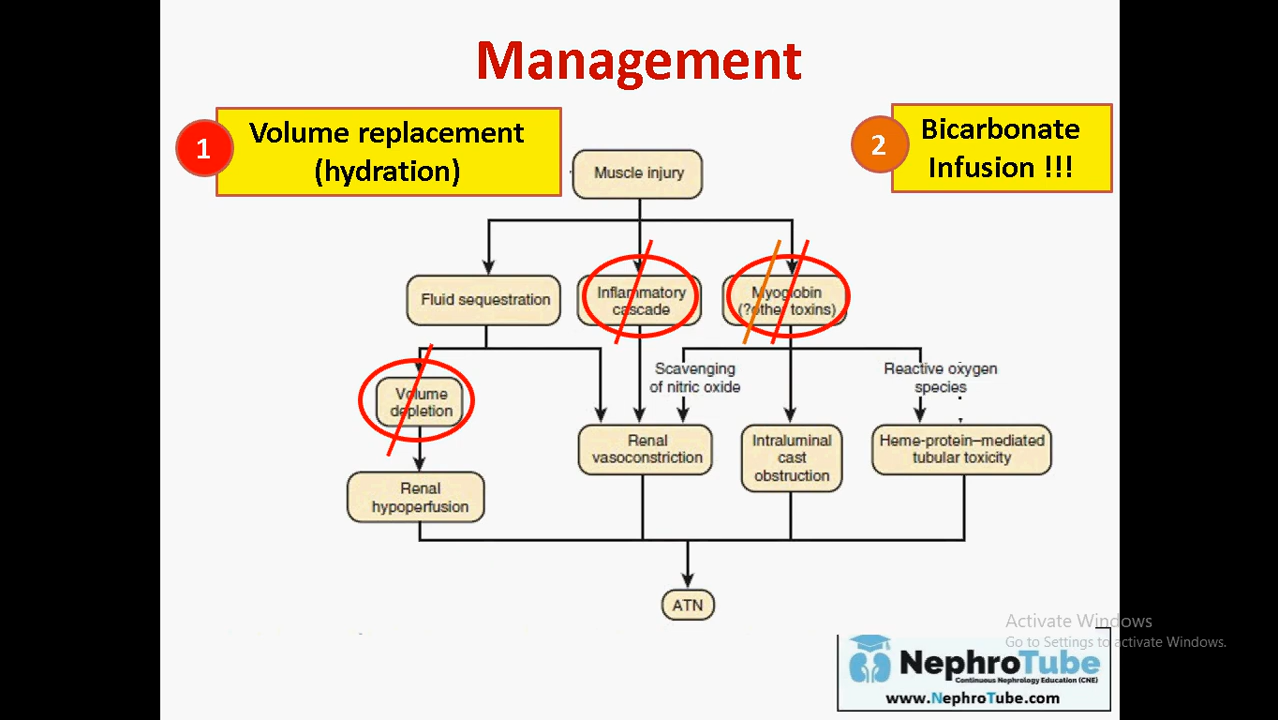 Management
1
Volume replacement
(hydration)
2
Bicarbonate
Infusion !!!
Muscle injury
Fluid sequestration
Inflammatory
cascade
Myoglobin
(?other toxins)
Volume
depletion
Scavenging
of nitric oxide
Reactive oxygen
species
Renal
vasoconstriction
Intraluminal
cast
obstruction
Heme-protein–mediated
tubular toxicity
Renal
hypoperfusion
ATN
Activate Windows
Go to Settings to activate Windows.
NephroTube
Continuous Nephrology Education (CNE)
www.NephroTube.com